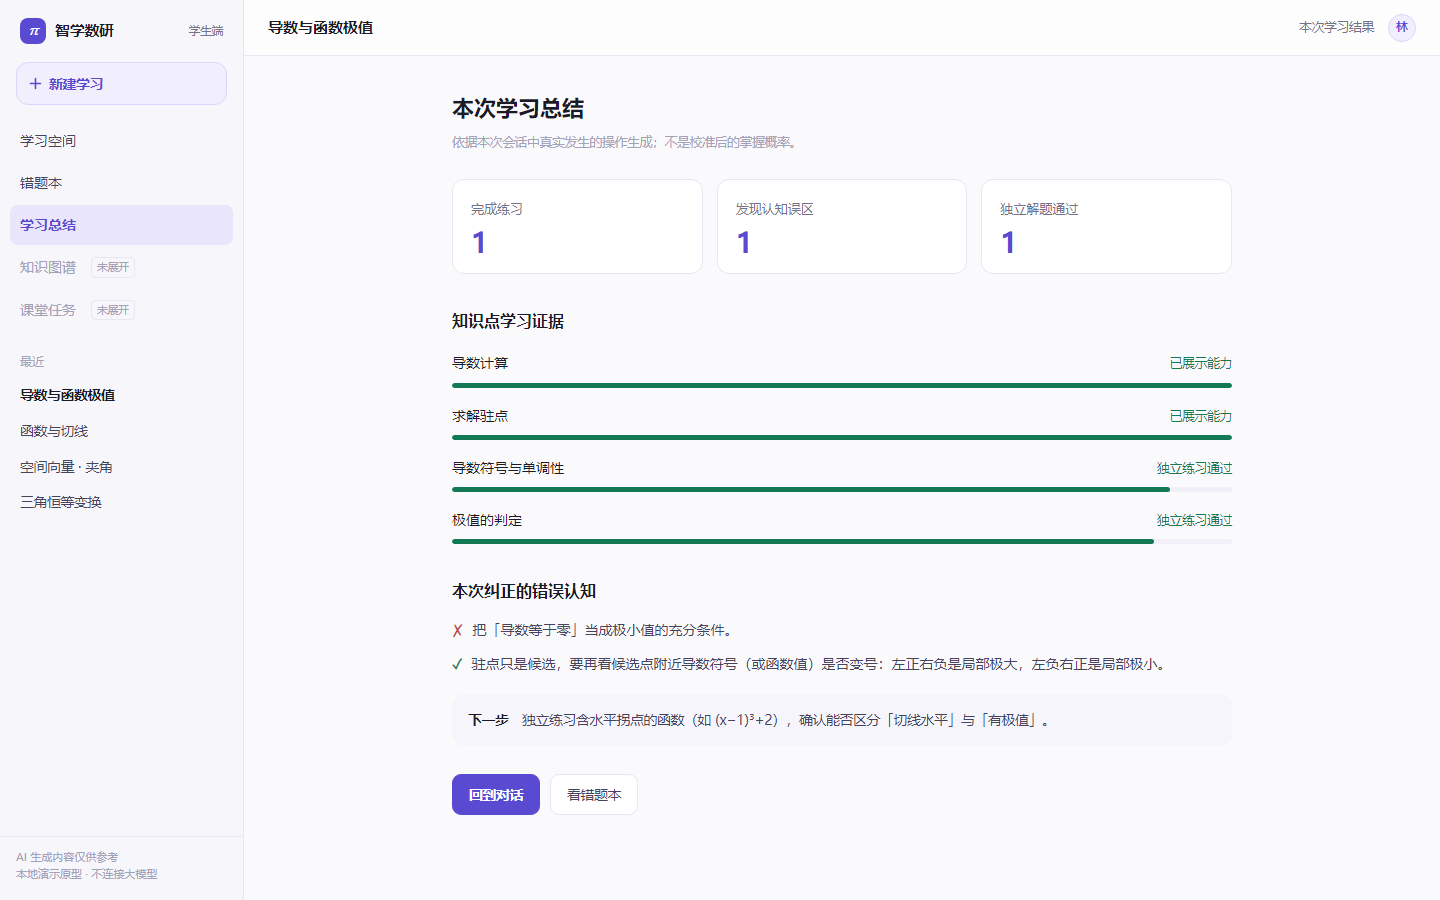 π 智学数研 学生端
+ 新建学习
学习空间
错题本
学习总结
知识图谱 未展开
课堂任务 未展开
最近
导数与函数极值
函数与切线
空间向量 · 夹角
三角恒等变换
AI 生成内容仅供参考
本地演示原型 · 不连接大模型
导数与函数极值 本次学习结果 林
本次学习总结
依据本次会话中真实发生的操作生成；不是校准后的掌握概率。
完成练习
1
发现认知误区
1
独立解题通过
1
知识点学习证据
导数计算 已展示能力
求解驻点 已展示能力
导数符号与单调性 独立练习通过
极值的判定 独立练习通过
本次纠正的错误认知
✗ 把「导数等于零」当成极小值的充分条件。
✓ 驻点只是候选，要再看候选点附近导数符号（或函数值）是否变号：左正右负是局部极大，左负右正是局部极小。
下一步 独立练习含水平拐点的函数（如 (x−1)³+2），确认能否区分「切线水平」与「有极值」。
回到对话 看错题本